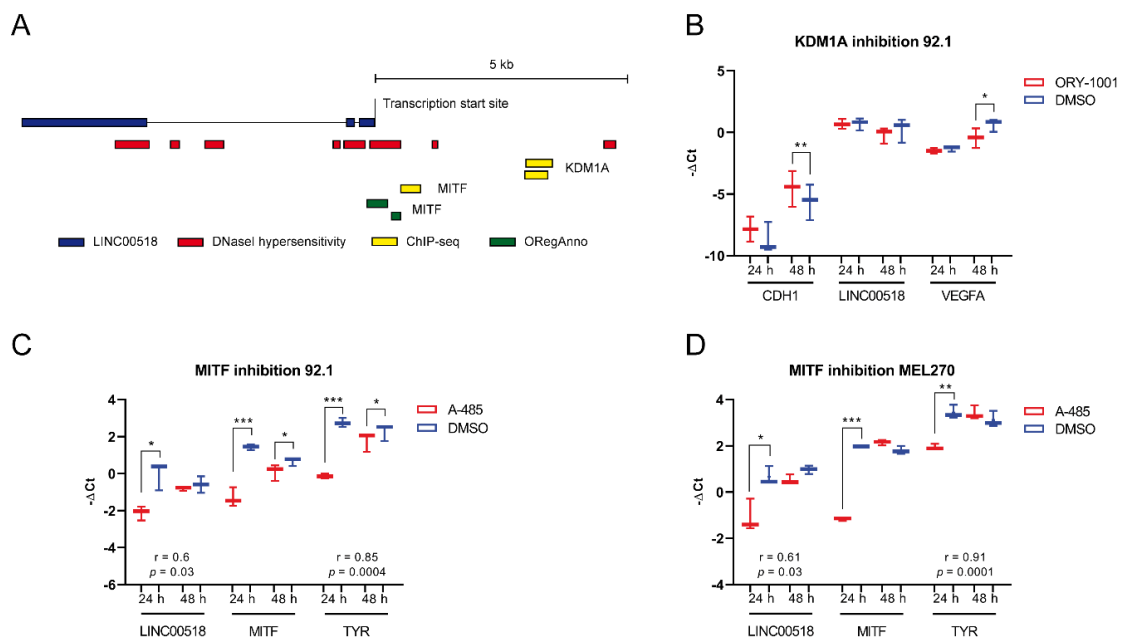 A
5 kb
Transcription start site
KDM1A
MITF
MITF
LINC00518
DNaseI hypersensitivity
ChIP-seq
ORegAnno
B
KDM1A inhibition 92.1
5
0
-5
-10
-ΔCt
**
*
ORY-1001
DMSO
24 h
48 h
24 h
48 h
24 h
48 h
CDH1
LINC00518
VEGFA
C
MITF inhibition 92.1
4
2
0
-2
-4
-6
-ΔCt
*
***
*
***
*
A-485
DMSO
r = 0.6
p = 0.03
r = 0.85
p = 0.0004
24 h
48 h
24 h
48 h
24 h
48 h
LINC00518
MITF
TYR
D
MITF inhibition MEL270
4
2
0
-2
-4
-ΔCt
*
***
**
A-485
DMSO
r = 0.61
p = 0.03
r = 0.91
p = 0.0001
24 h
48 h
24 h
48 h
24 h
48 h
LINC00518
MITF
TYR